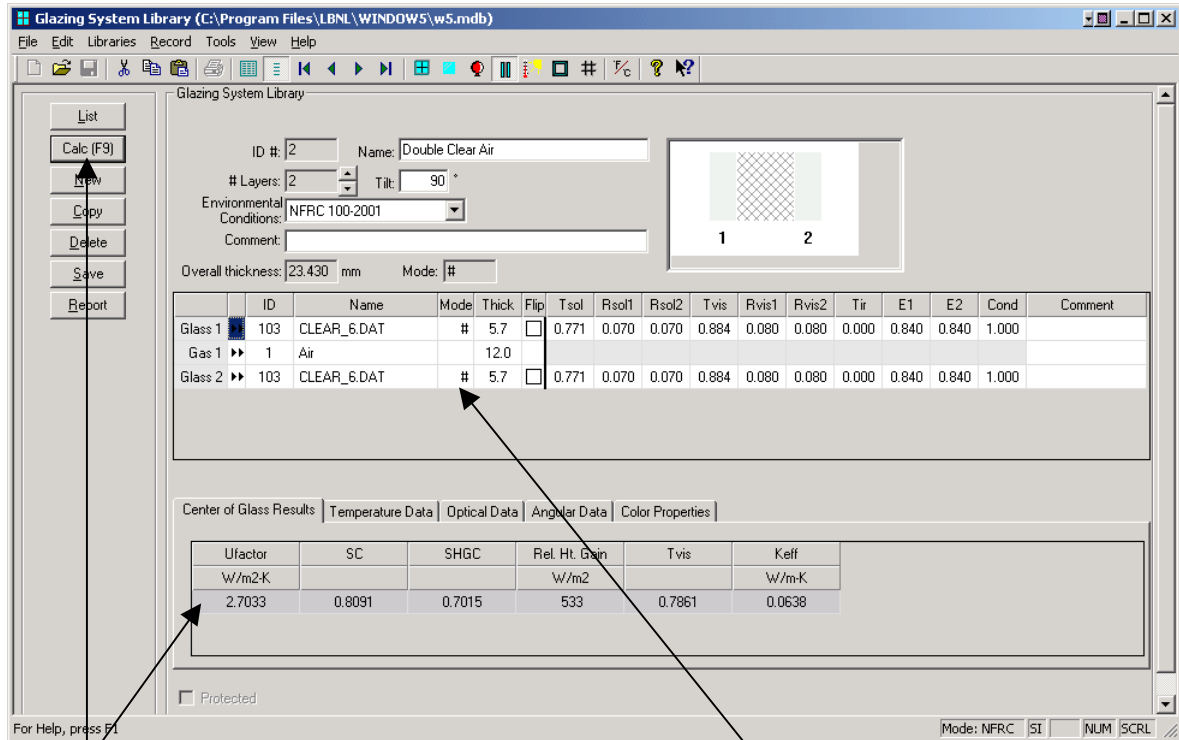 Glazing System Library (C:\Program Files\LBNL\WINDOW5\w5.mdb)
File Edit Libraries Record Tools View Help
Glazing System Library
List
Calc (F9)
New
Copy
Delete
Save
Report
ID #: 2 Name: Double Clear Air
# Layers: 2 Tilt: 90 °
Environmental
Conditions: NFRC 100-2001
Comment:
Overall thickness: 23.430 mm Mode: #
1 2
ID Name Mode Thick Flip Tsol Rsol1 Rsol2 Tvis Rvis1 Rvis2 Tir E1 E2 Cond Comment
Glass 1 103 CLEAR_6.DAT # 5.7 0.771 0.070 0.070 0.884 0.080 0.080 0.000 0.840 0.840 1.000
Gas 1 1 Air 12.0
Glass 2 103 CLEAR_6.DAT # 5.7 0.771 0.070 0.070 0.884 0.080 0.080 0.000 0.840 0.840 1.000
Center of Glass Results Temperature Data Optical Data Angular Data Color Properties
Ufactor SC SHGC Rel. Ht. Gain Tvis Keff
W/m2-K W/m2 W/m-K
2.7033 0.8091 0.7015 533 0.7861 0.0638
Protected
For Help, press F1 Mode: NFRC SI NUM SCRL